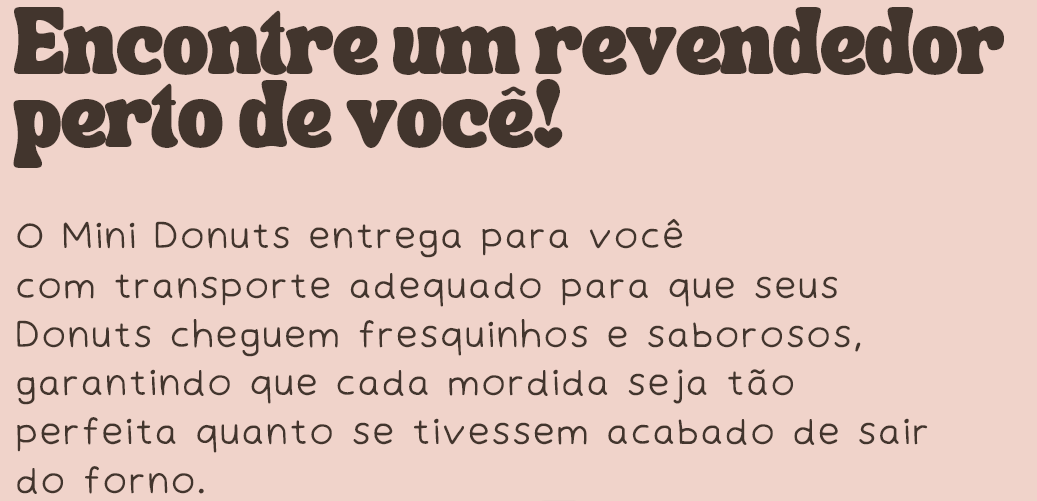 Encontre um revendedor
perto de você!
O Mini Donuts entrega para você
com transporte adequado para que seus
Donuts cheguem fresquinhos e saborosos,
garantindo que cada mordida seja tão
perfeita quanto se tivessem acabado de sair
do forno.